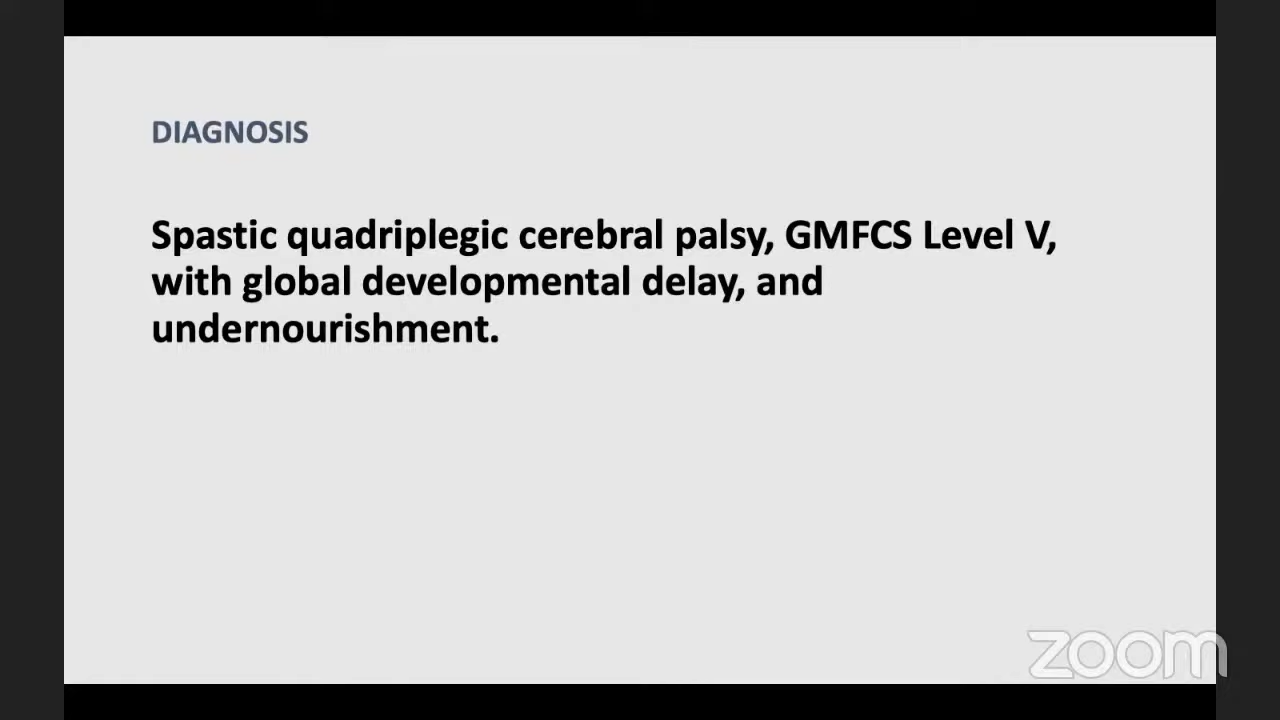 DIAGNOSIS
Spastic quadriplegic cerebral palsy, GMFCS Level V,
with global developmental delay, and
undernourishment.
zoom